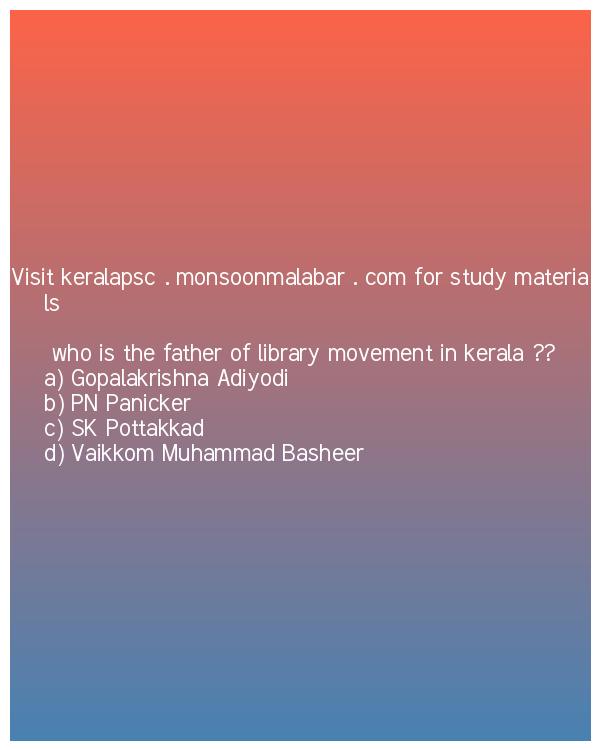 Visit keralapsc . monsoonmalabar . com for study materia
ls
who is the father of library movement in kerala ??
a) Gopalakrishna Adiyodi
b) PN Panicker
c) SK Pottakkad
d) Vaikkom Muhammad Basheer